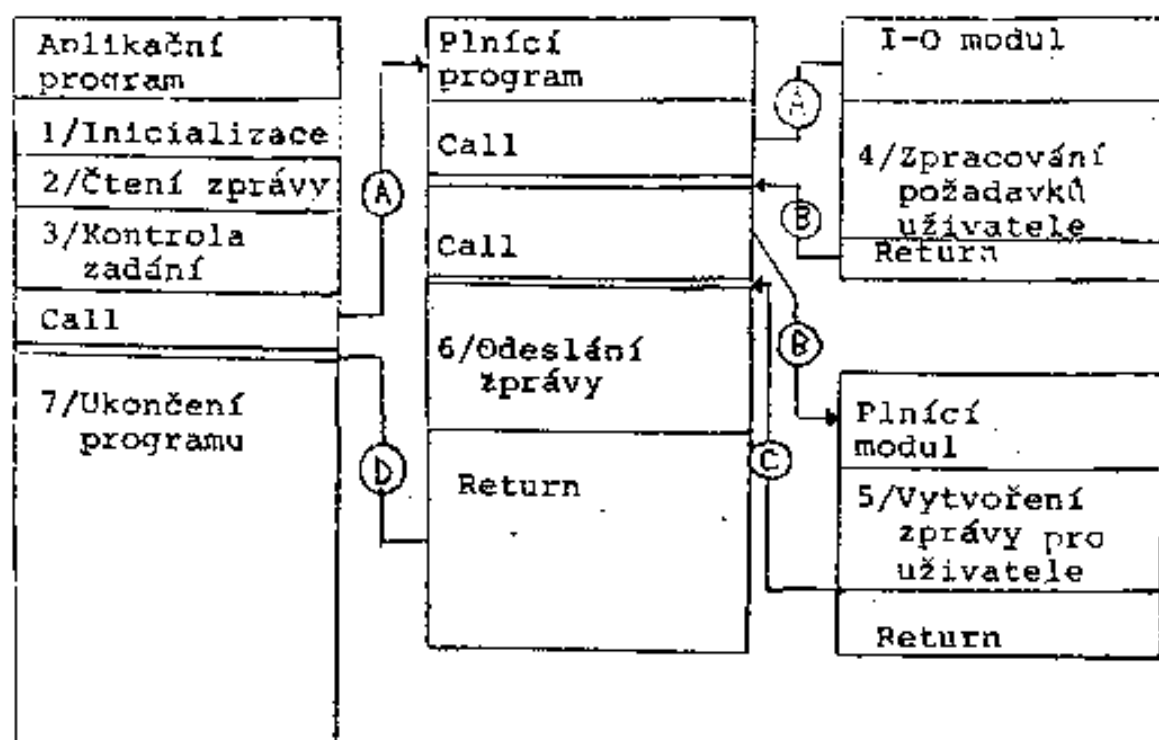 Aplikační
program
1/Inicializace
2/Čtení zprávy
3/Kontrola
zadání
Call
7/Ukončení
programu
A
D
Plnící
program
Call
Call
6/Odeslání
zprávy
Return
A
B
B
C
I-O modul
4/Zpracování
požadavků
uživatele
Return
Plnící
modul
5/Vytvoření
zprávy pro
uživatele
Return